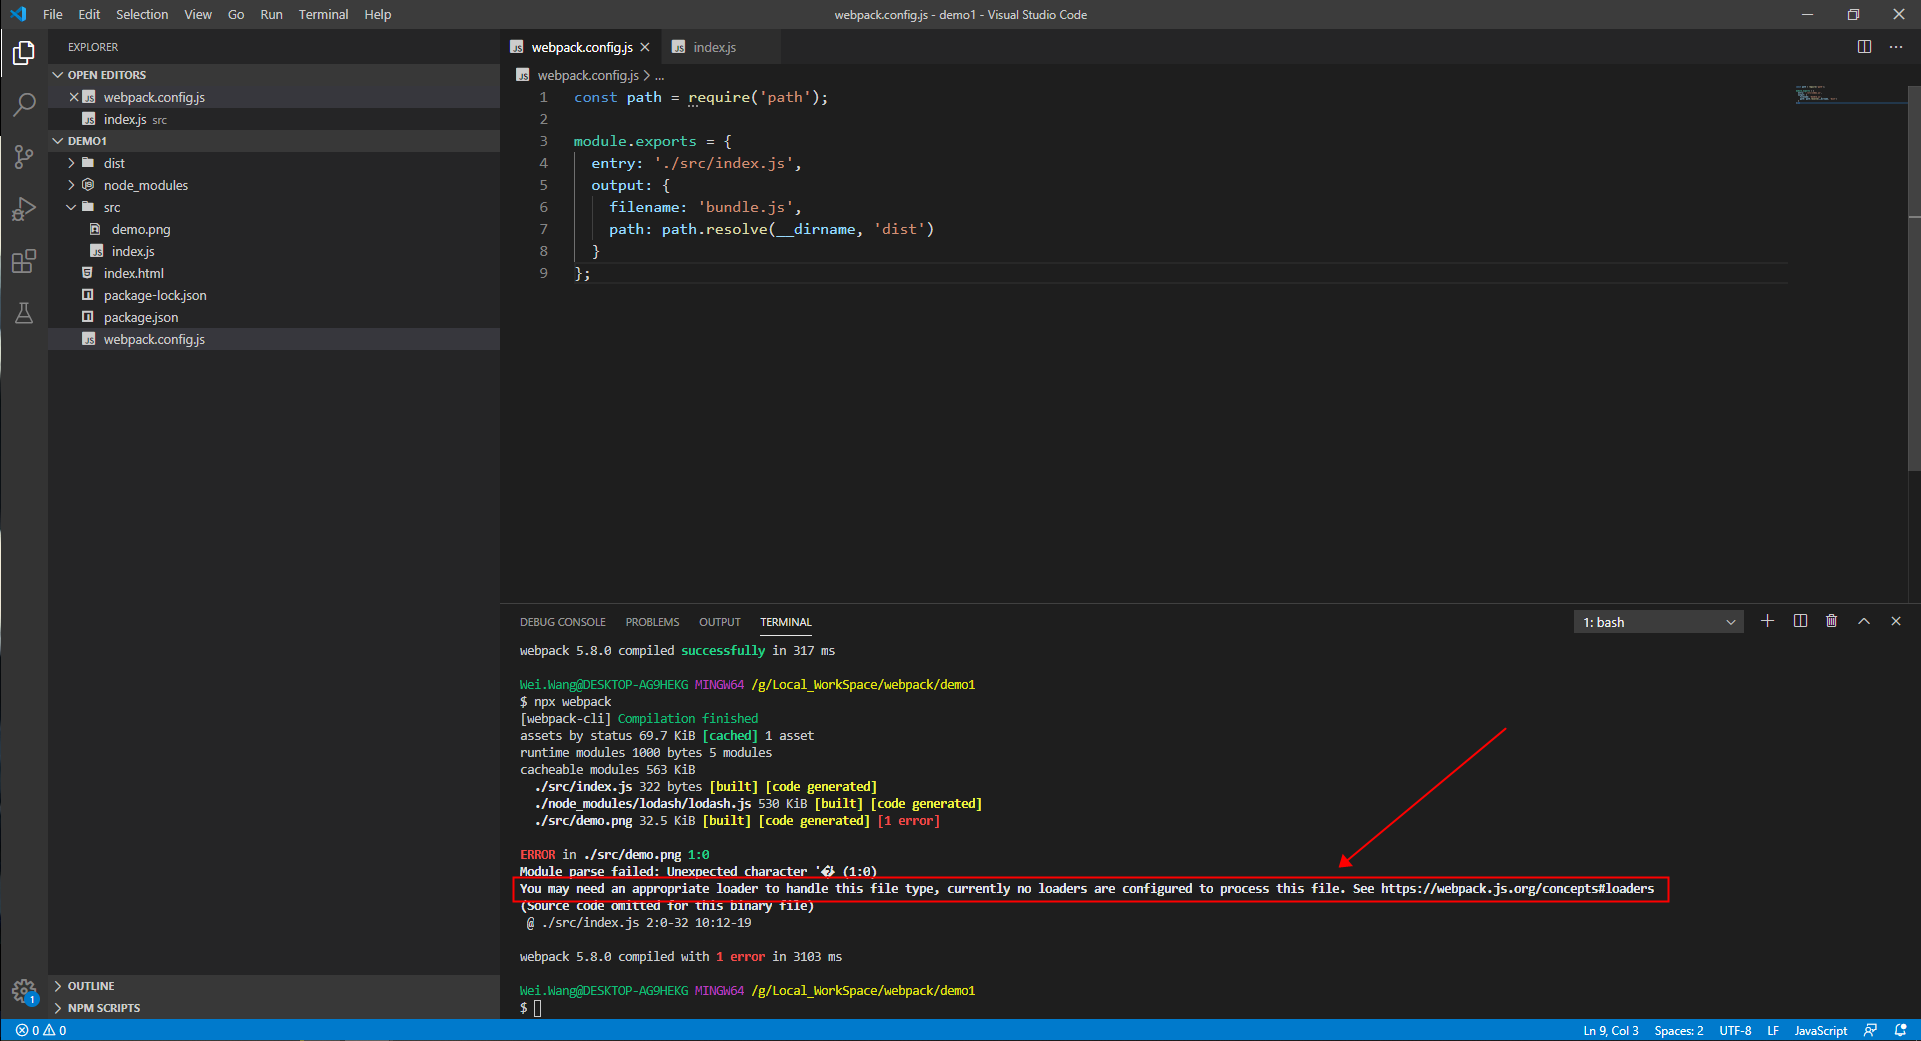 File Edit Selection View Go Run Terminal Help
webpack.config.js - demo1 - Visual Studio Code
EXPLORER
OPEN EDITORS
webpack.config.js
index.js src
DEMO1
dist
node_modules
src
demo.png
index.js
index.html
package-lock.json
package.json
webpack.config.js
OUTLINE
NPM SCRIPTS
1
webpack.config.js
index.js
webpack.config.js > ...
1 const path = require('path');
2
3 module.exports = {
4 entry: './src/index.js',
5 output: {
6 filename: 'bundle.js',
7 path: path.resolve(__dirname, 'dist')
8 }
9 };
DEBUG CONSOLE PROBLEMS OUTPUT TERMINAL
1: bash
webpack 5.8.0 compiled successfully in 317 ms
Wei.Wang@DESKTOP-AG9HEKG MINGW64 /g/Local_WorkSpace/webpack/demo1
$ npx webpack
[webpack-cli] Compilation finished
assets by status 69.7 KiB [cached] 1 asset
runtime modules 1000 bytes 5 modules
cacheable modules 563 KiB
./src/index.js 322 bytes [built] [code generated]
./node_modules/lodash/lodash.js 530 KiB [built] [code generated]
./src/demo.png 32.5 KiB [built] [code generated] [1 error]
ERROR in ./src/demo.png 1:0
Module parse failed: Unexpected character '� (1:0)
You may need an appropriate loader to handle this file type, currently no loaders are configured to process this file. See https://webpack.js.org/concepts#loaders
(Source code omitted for this binary file)
@ ./src/index.js 2:0-32 10:12-19
webpack 5.8.0 compiled with 1 error in 3103 ms
Wei.Wang@DESKTOP-AG9HEKG MINGW64 /g/Local_WorkSpace/webpack/demo1
$
0 0
Ln 9, Col 3 Spaces: 2 UTF-8 LF JavaScript